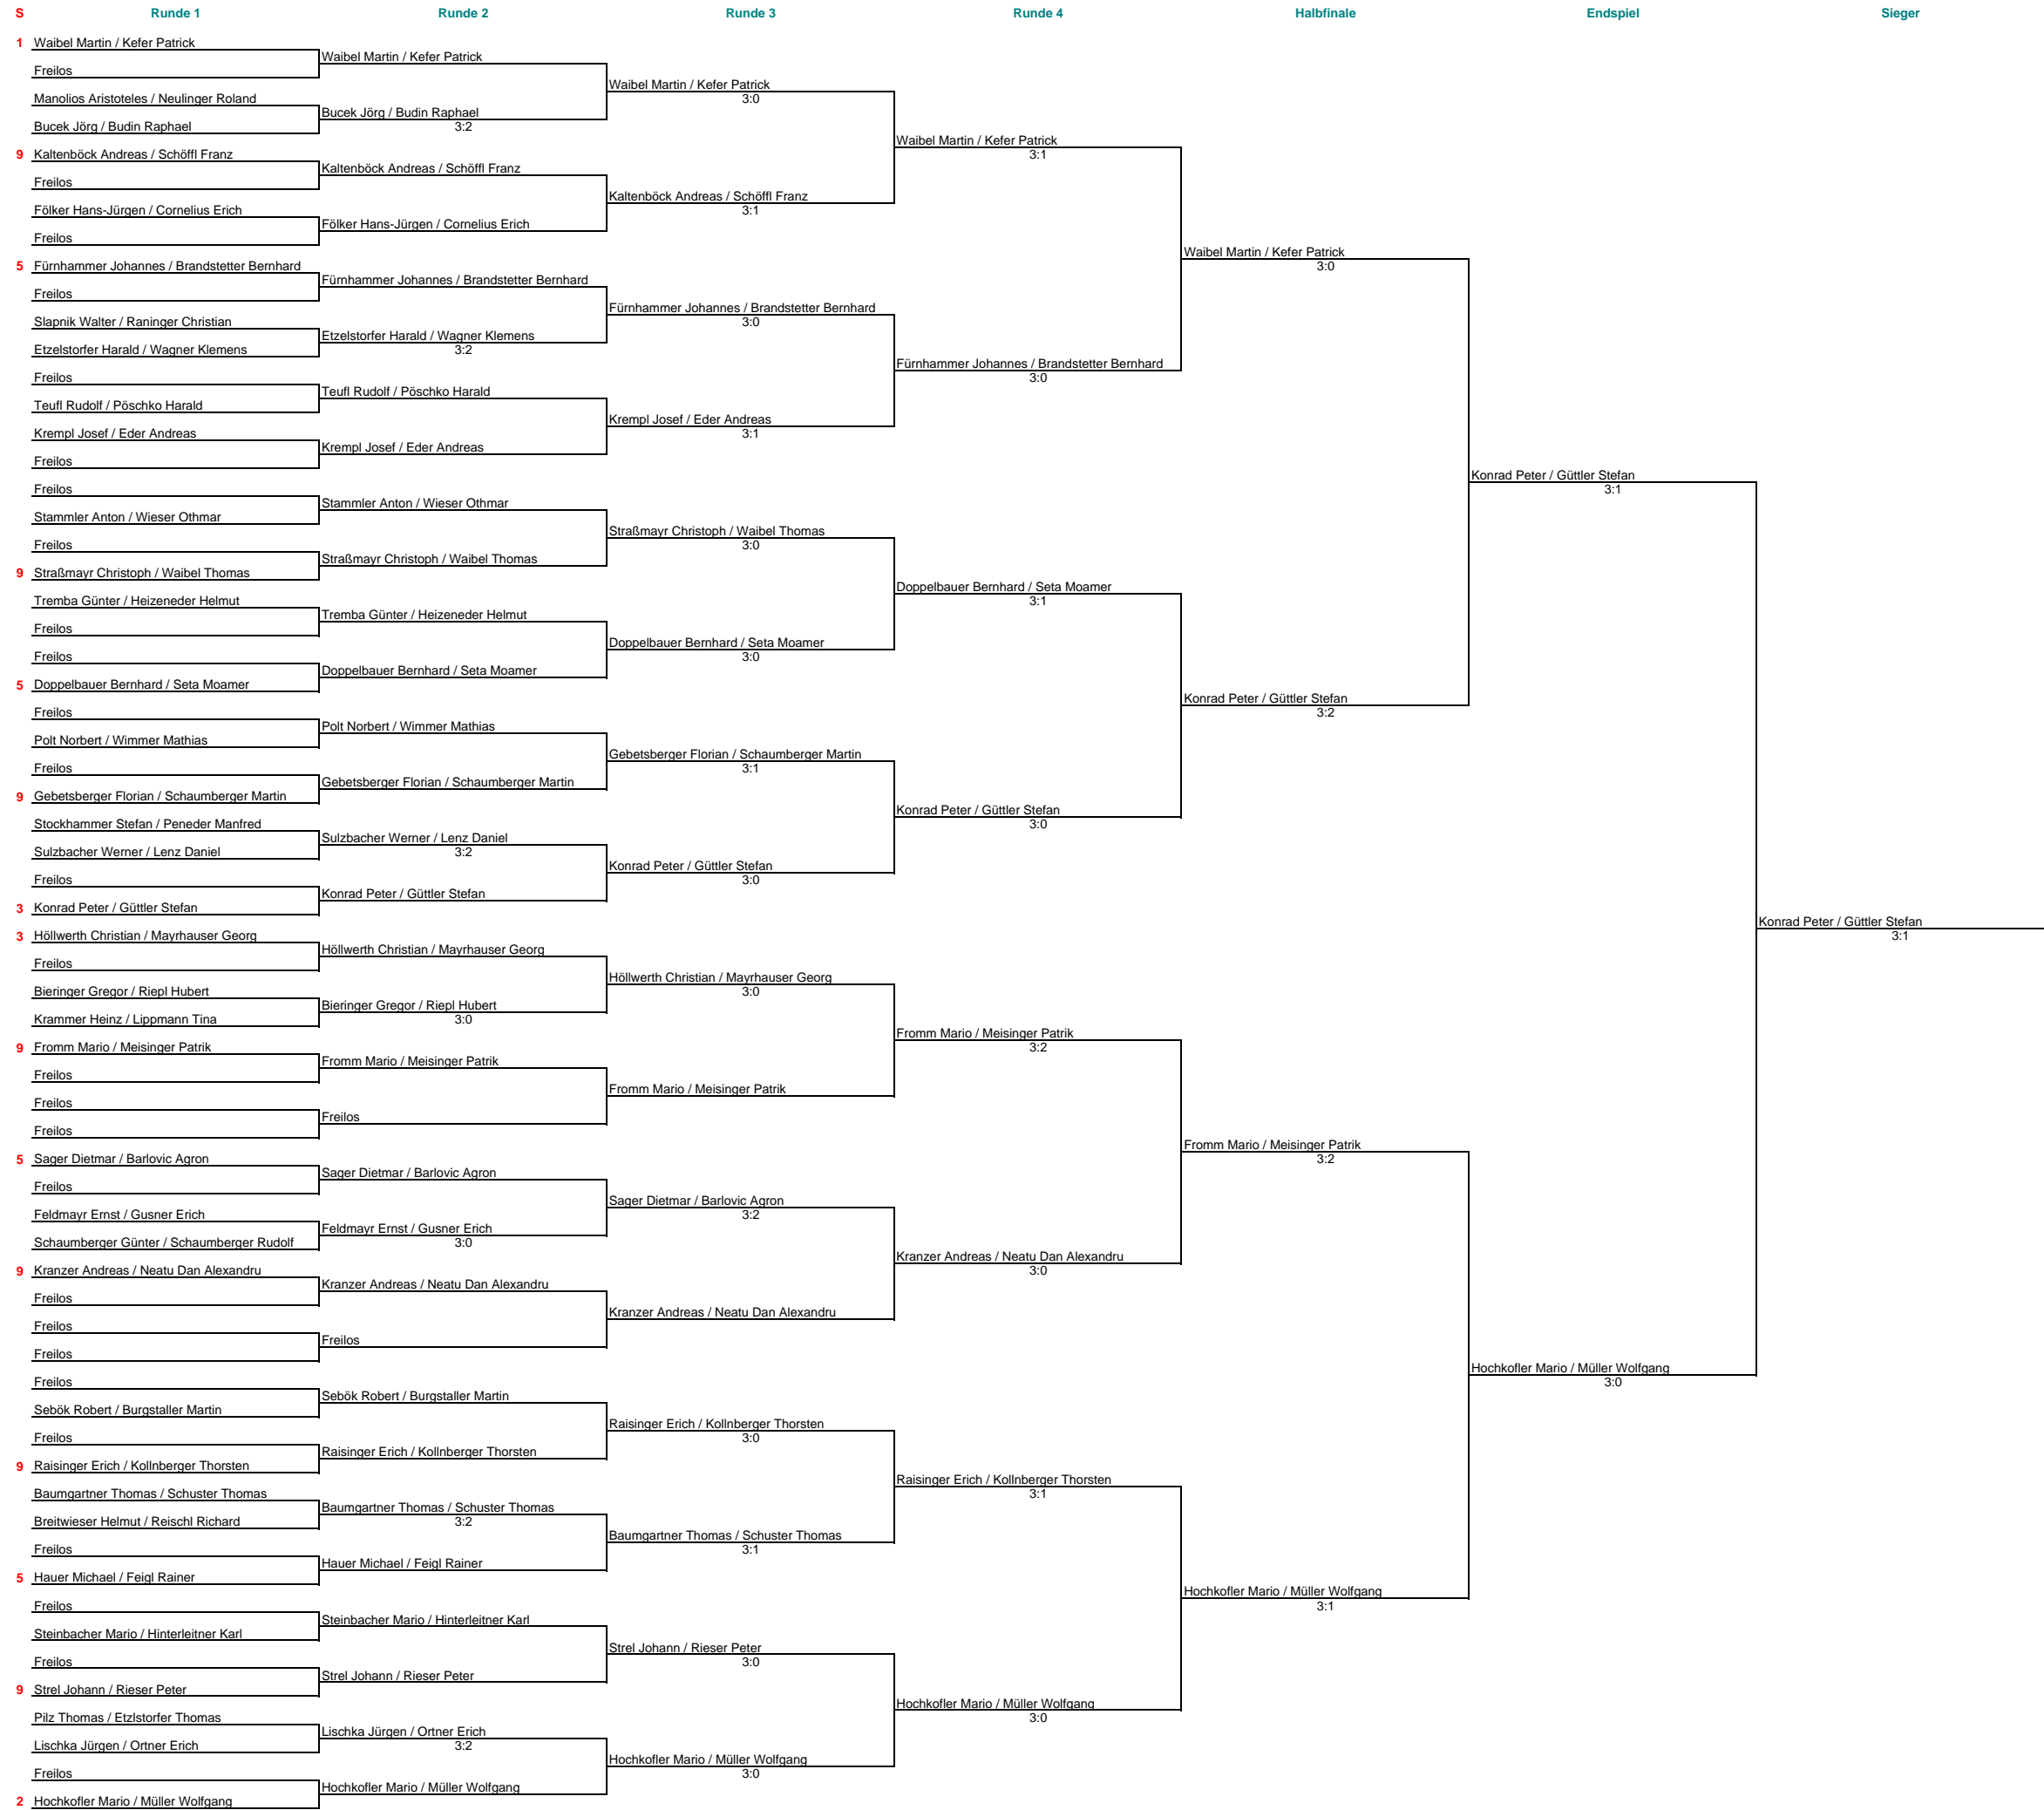 S Runde 1 Runde 2 Runde 3 Runde 4 Halbfinale Endspiel Sieger
1 Waibel Martin / Kefer Patrick
Waibel Martin / Kefer Patrick
Freilos
Waibel Martin / Kefer Patrick
Manolios Aristoteles / Neulinger Roland
3:0
Bucek Jörg / Budin Raphael
Bucek Jörg / Budin Raphael
3:2
Waibel Martin / Kefer Patrick
9 Kaltenböck Andreas / Schöffl Franz
3:1
Kaltenböck Andreas / Schöffl Franz
Freilos
Kaltenböck Andreas / Schöffl Franz
Fölker Hans-Jürgen / Cornelius Erich
3:1
Fölker Hans-Jürgen / Cornelius Erich
Freilos
Waibel Martin / Kefer Patrick
5 Fürnhammer Johannes / Brandstetter Bernhard
3:0
Fürnhammer Johannes / Brandstetter Bernhard
Freilos
Fürnhammer Johannes / Brandstetter Bernhard
Slapnik Walter / Raninger Christian
3:0
Etzelstorfer Harald / Wagner Klemens
Etzelstorfer Harald / Wagner Klemens
3:2
Fürnhammer Johannes / Brandstetter Bernhard
Freilos
3:0
Teufl Rudolf / Pöschko Harald
Teufl Rudolf / Pöschko Harald
Krempl Josef / Eder Andreas
Krempl Josef / Eder Andreas
3:1
Krempl Josef / Eder Andreas
Freilos
Konrad Peter / Güttler Stefan
Freilos
3:1
Stammler Anton / Wieser Othmar
Stammler Anton / Wieser Othmar
Straßmayr Christoph / Waibel Thomas
Freilos
3:0
Straßmayr Christoph / Waibel Thomas
9 Straßmayr Christoph / Waibel Thomas
Doppelbauer Bernhard / Seta Moamer
Tremba Günter / Heizeneder Helmut
3:1
Tremba Günter / Heizeneder Helmut
Freilos
Doppelbauer Bernhard / Seta Moamer
Freilos
3:0
Doppelbauer Bernhard / Seta Moamer
5 Doppelbauer Bernhard / Seta Moamer
Konrad Peter / Güttler Stefan
Freilos
3:2
Polt Norbert / Wimmer Mathias
Polt Norbert / Wimmer Mathias
Gebetsberger Florian / Schaumberger Martin
Freilos
3:1
Gebetsberger Florian / Schaumberger Martin
9 Gebetsberger Florian / Schaumberger Martin
Konrad Peter / Güttler Stefan
Stockhammer Stefan / Peneder Manfred
3:0
Sulzbacher Werner / Lenz Daniel
Sulzbacher Werner / Lenz Daniel
3:2
Konrad Peter / Güttler Stefan
Freilos
3:0
Konrad Peter / Güttler Stefan
3 Konrad Peter / Güttler Stefan
Konrad Peter / Güttler Stefan
3 Höllwerth Christian / Mayrhauser Georg
3:1
Höllwerth Christian / Mayrhauser Georg
Freilos
Höllwerth Christian / Mayrhauser Georg
Bieringer Gregor / Riepl Hubert
3:0
Bieringer Gregor / Riepl Hubert
Krammer Heinz / Lippmann Tina
3:0
Fromm Mario / Meisinger Patrik
9 Fromm Mario / Meisinger Patrik
3:2
Fromm Mario / Meisinger Patrik
Freilos
Fromm Mario / Meisinger Patrik
Freilos
Freilos
Freilos
Fromm Mario / Meisinger Patrik
5 Sager Dietmar / Barlovic Agron
3:2
Sager Dietmar / Barlovic Agron
Freilos
Sager Dietmar / Barlovic Agron
Feldmayr Ernst / Gusner Erich
3:2
Feldmayr Ernst / Gusner Erich
Schaumberger Günter / Schaumberger Rudolf
3:0
Kranzer Andreas / Neatu Dan Alexandru
9 Kranzer Andreas / Neatu Dan Alexandru
3:0
Kranzer Andreas / Neatu Dan Alexandru
Freilos
Kranzer Andreas / Neatu Dan Alexandru
Freilos
Freilos
Freilos
Hochkofler Mario / Müller Wolfgang
Freilos
3:0
Sebök Robert / Burgstaller Martin
Sebök Robert / Burgstaller Martin
Raisinger Erich / Kollnberger Thorsten
Freilos
3:0
Raisinger Erich / Kollnberger Thorsten
9 Raisinger Erich / Kollnberger Thorsten
Raisinger Erich / Kollnberger Thorsten
Baumgartner Thomas / Schuster Thomas
3:1
Baumgartner Thomas / Schuster Thomas
Breitwieser Helmut / Reischl Richard
3:2
Baumgartner Thomas / Schuster Thomas
Freilos
3:1
Hauer Michael / Feigl Rainer
5 Hauer Michael / Feigl Rainer
Hochkofler Mario / Müller Wolfgang
Freilos
3:1
Steinbacher Mario / Hinterleitner Karl
Steinbacher Mario / Hinterleitner Karl
Strel Johann / Rieser Peter
Freilos
3:0
Strel Johann / Rieser Peter
9 Strel Johann / Rieser Peter
Hochkofler Mario / Müller Wolfgang
Pilz Thomas / Etzlstorfer Thomas
3:0
Lischka Jürgen / Ortner Erich
Lischka Jürgen / Ortner Erich
3:2
Hochkofler Mario / Müller Wolfgang
Freilos
3:0
Hochkofler Mario / Müller Wolfgang
2 Hochkofler Mario / Müller Wolfgang